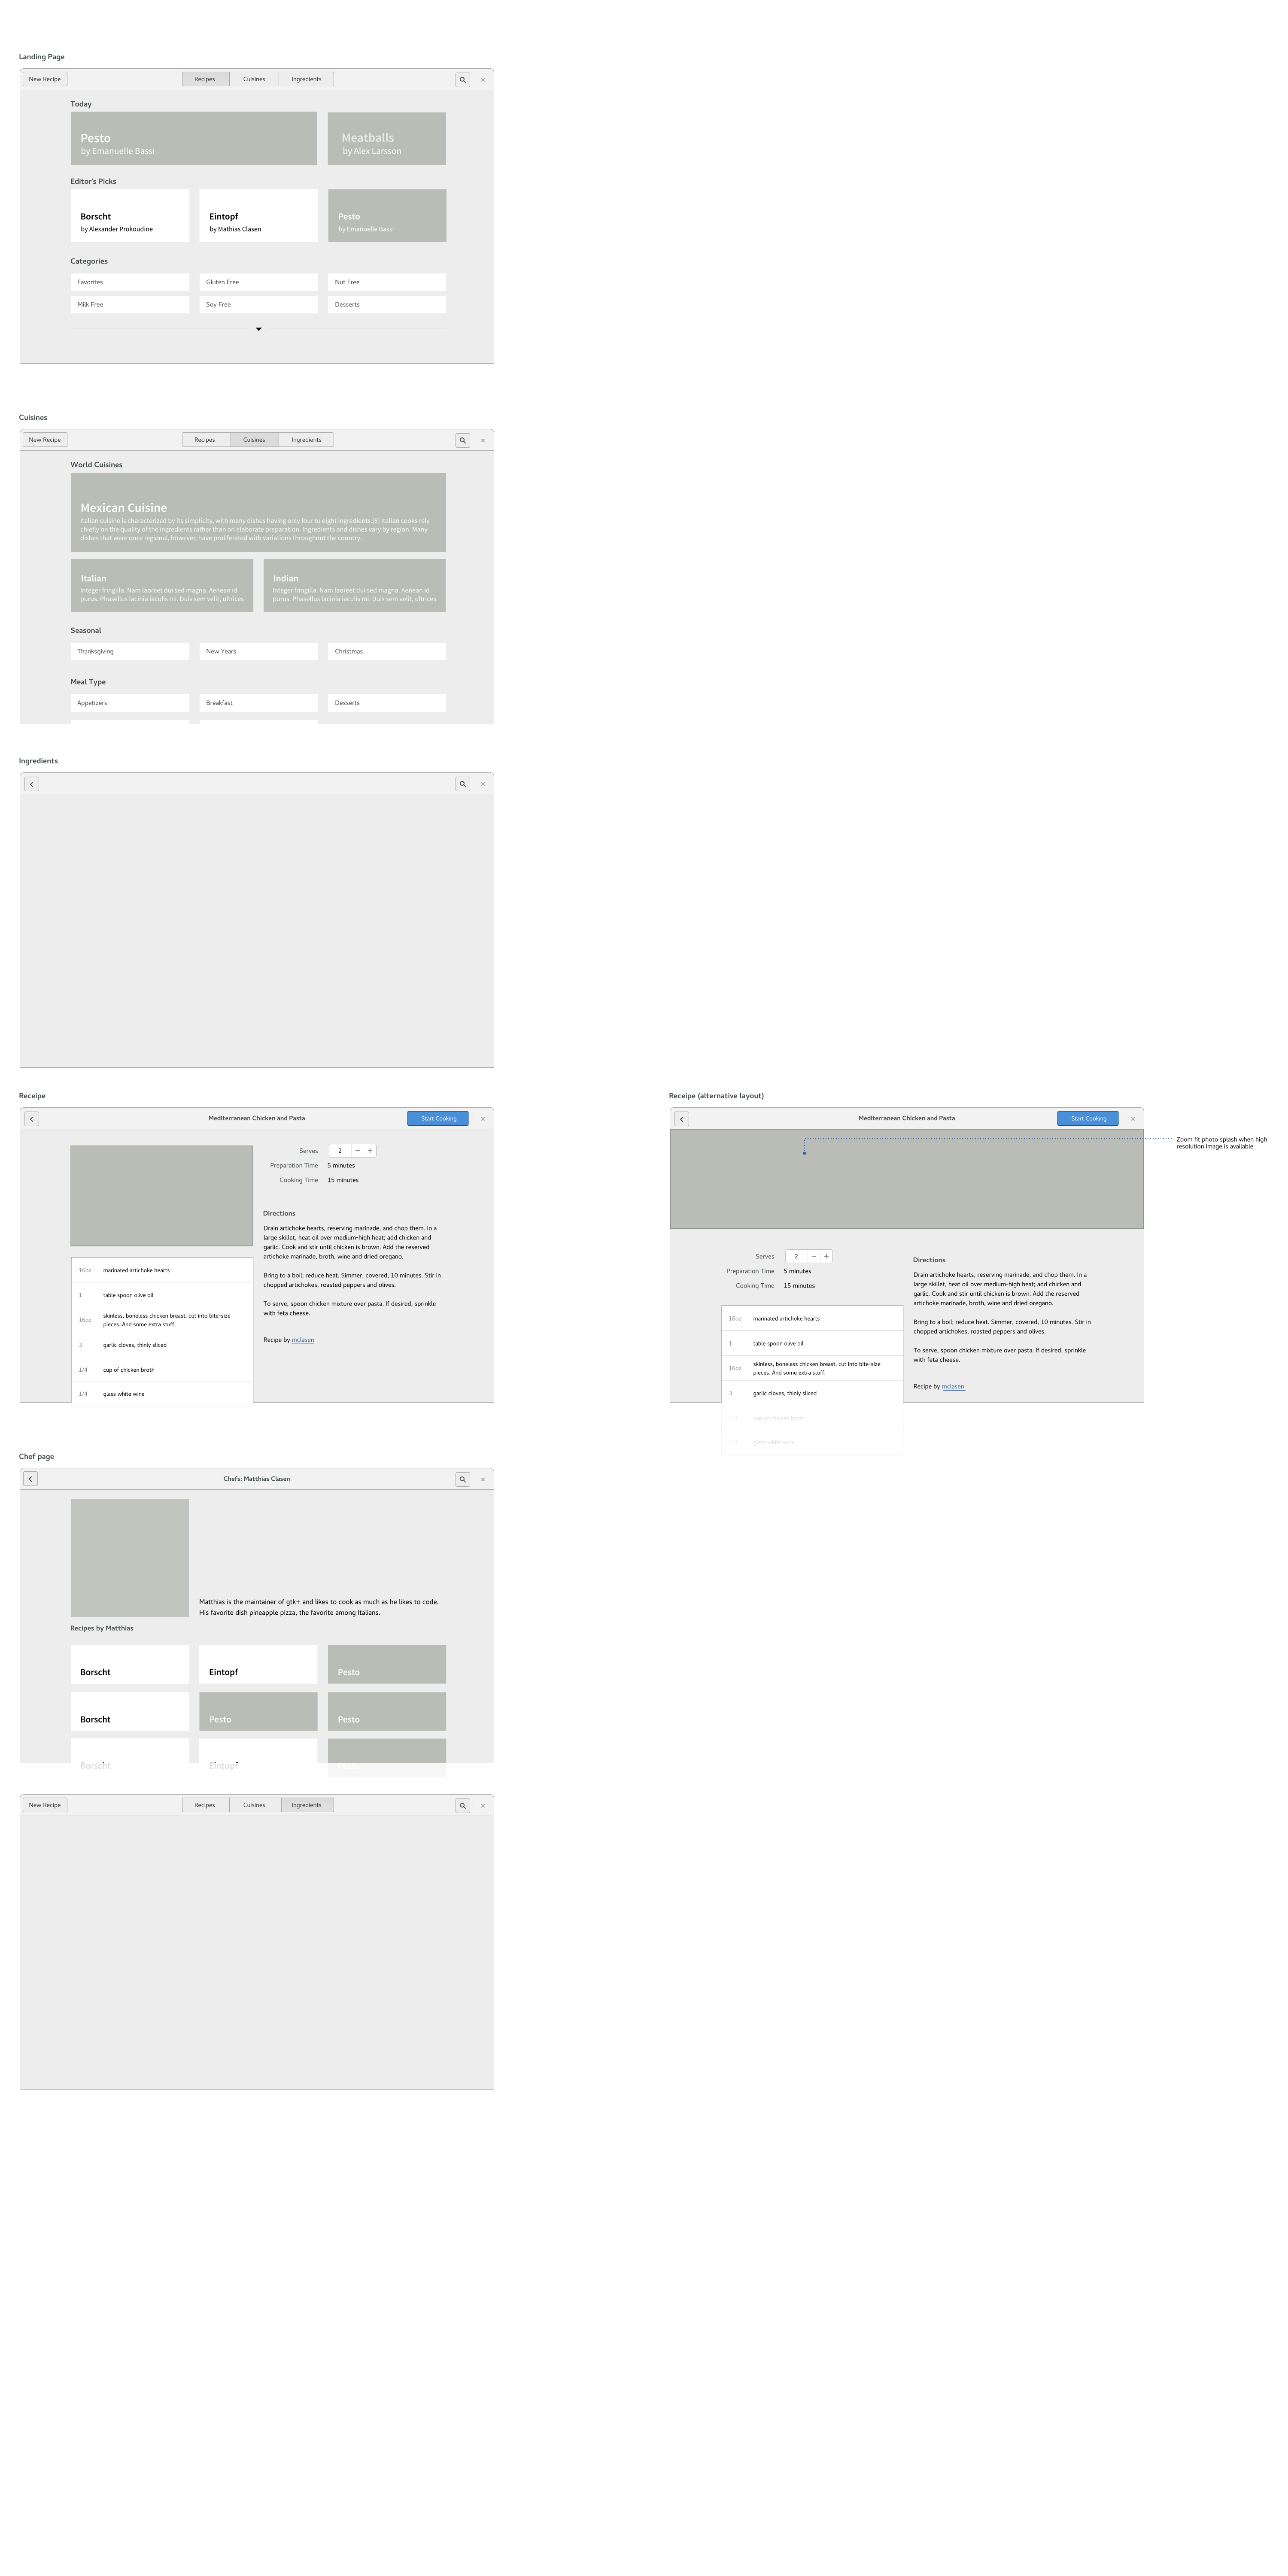 Landing Page
New Recipe
Recipes
Cuisines
Ingredients
Today
Pesto
by Emanuelle Bassi
Meatballs
by Alex Larsson
Editor's Picks
Borscht
by Alexander Prokoudine
Eintopf
by Mathias Clasen
Pesto
by Emanuelle Bassi
Categories
Favorites
Gluten Free
Nut Free
Milk Free
Soy Free
Desserts
Cuisines
New Recipe
Recipes
Cuisines
Ingredients
World Cuisines
Mexican Cuisine
Italian cuisine is characterized by its simplicity, with many dishes having only four to eight ingredients.[8] Italian cooks rely
chiefly on the quality of the ingredients rather than on elaborate preparation. Ingredients and dishes vary by region. Many
dishes that were once regional, however, have proliferated with variations throughout the country.
Italian
Integer fringilla. Nam laoreet dui sed magna. Aenean id
purus. Phasellus lacinia iaculis mi. Duis sem velit, ultrices
Indian
Integer fringilla. Nam laoreet dui sed magna. Aenean id
purus. Phasellus lacinia iaculis mi. Duis sem velit, ultrices
Seasonal
Thanksgiving
New Years
Christmas
Meal Type
Appetizers
Breakfast
Desserts
Ingredients
Receipe
Mediterranean Chicken and Pasta
Start Cooking
Serves
2
Preparation Time
5 minutes
Cooking Time
15 minutes
Directions
Drain artichoke hearts, reserving marinade, and chop them. In a
large skillet, heat oil over medium-high heat; add chicken and
garlic. Cook and stir until chicken is brown. Add the reserved
artichoke marinade, broth, wine and dried oregano.
Bring to a boil; reduce heat. Simmer, covered, 10 minutes. Stir in
chopped artichokes, roasted peppers and olives.
To serve, spoon chicken mixture over pasta. If desired, sprinkle
with feta cheese.
Recipe by mclasen
16oz
marinated artichoke hearts
1
table spoon olive oil
16oz
skinless, boneless chicken breast, cut into bite-size
pieces. And some extra stuff.
3
garlic cloves, thinly sliced
1/4
cup of chicken broth
1/4
glass white wine
Receipe (alternative layout)
Mediterranean Chicken and Pasta
Start Cooking
Zoom fit photo splash when high
resolution image is available
Serves
2
Preparation Time
5 minutes
Cooking Time
15 minutes
16oz
marinated artichoke hearts
1
table spoon olive oil
16oz
skinless, boneless chicken breast, cut into bite-size
pieces. And some extra stuff.
3
garlic cloves, thinly sliced
1/4
cup of chicken broth
1/4
glass white wine
Directions
Drain artichoke hearts, reserving marinade, and chop them. In a
large skillet, heat oil over medium-high heat; add chicken and
garlic. Cook and stir until chicken is brown. Add the reserved
artichoke marinade, broth, wine and dried oregano.
Bring to a boil; reduce heat. Simmer, covered, 10 minutes. Stir in
chopped artichokes, roasted peppers and olives.
To serve, spoon chicken mixture over pasta. If desired, sprinkle
with feta cheese.
Recipe by mclasen
Chef page
Chefs: Matthias Clasen
Matthias is the maintainer of gtk+ and likes to cook as much as he likes to code.
His favorite dish pineapple pizza, the favorite among Italians.
Recipes by Matthias
Borscht
Eintopf
Pesto
Borscht
Pesto
Pesto
Borscht
Eintopf
Pesto
New Recipe
Recipes
Cuisines
Ingredients